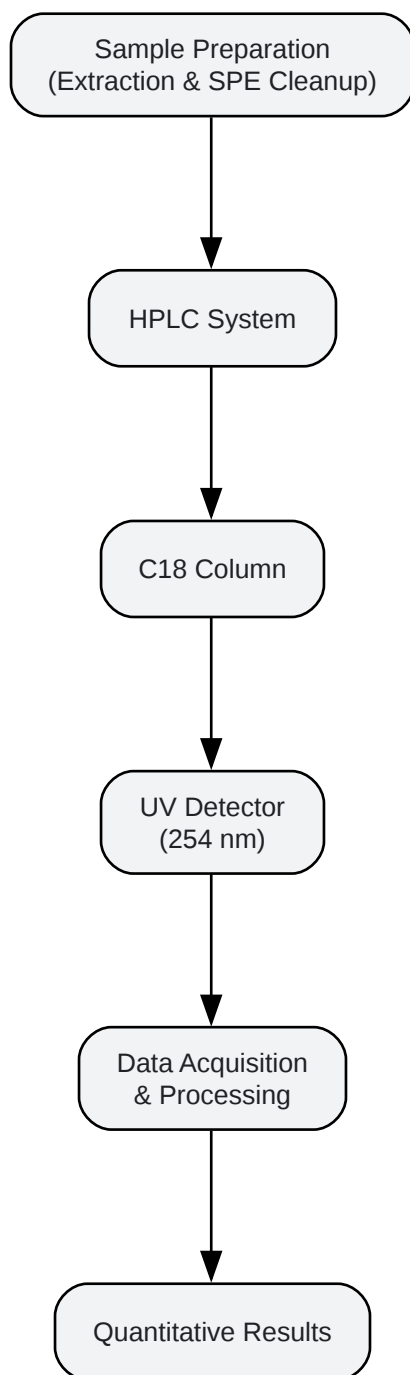 Sample Preparation
(Extraction & SPE Cleanup)
HPLC System
C18 Column
UV Detector
(254 nm)
Data Acquisition
& Processing
Quantitative Results